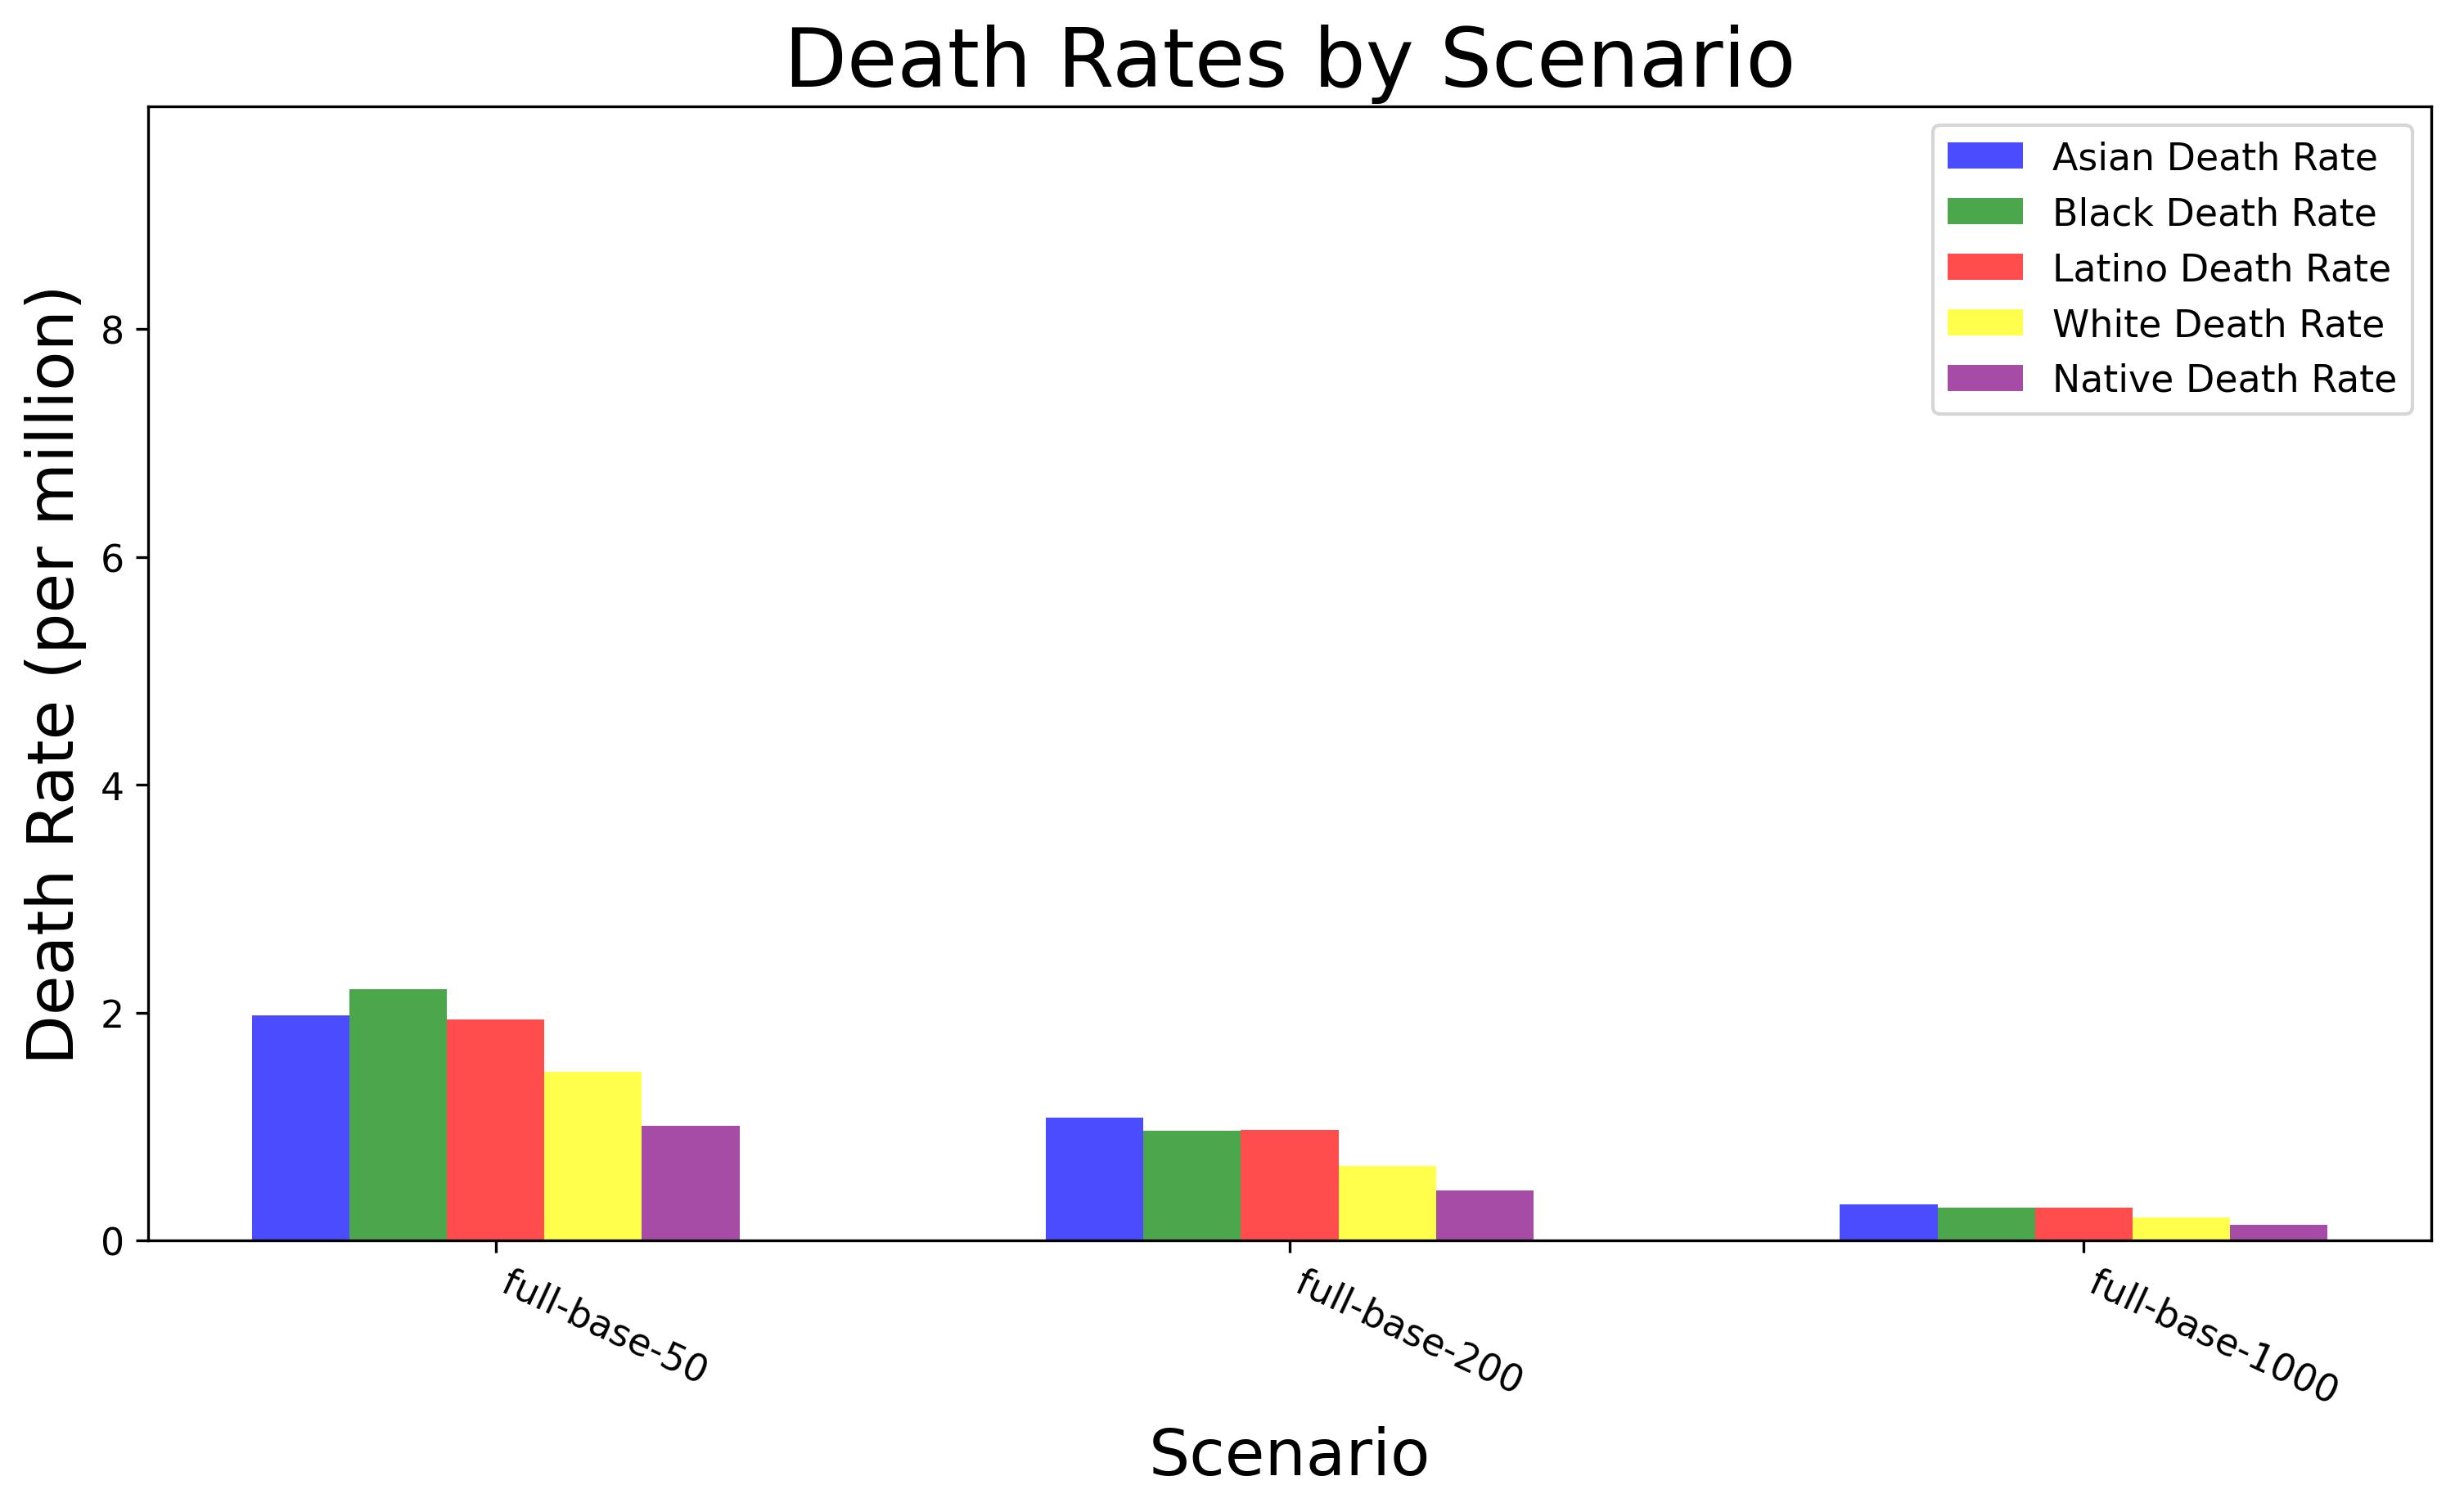 Death Rates by Scenario
Death Rate (per million)
8
6
4
2
0
Asian Death Rate
Black Death Rate
Latino Death Rate
White Death Rate
Native Death Rate
full-base-50
full-base-200
full-base-1000
Scenario